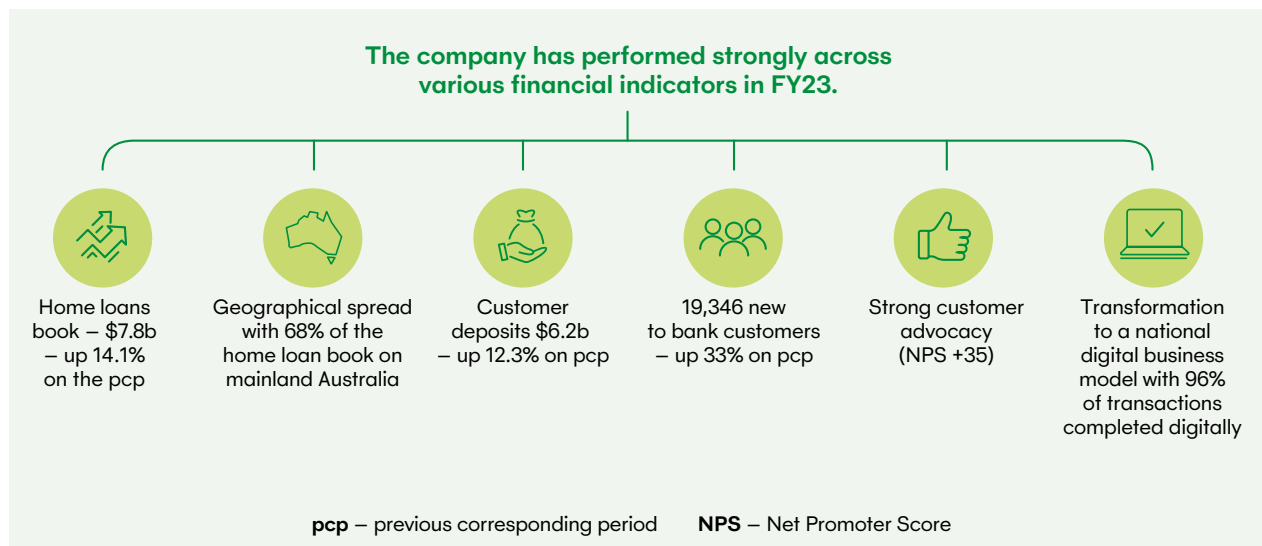 The company has performed strongly across
various financial indicators in FY23.
Home loans
book – $7.8b
– up 14.1%
on the pcp
Geographical spread
with 68% of the
home loan book on
mainland Australia
Customer
deposits $6.2b
– up 12.3% on pcp
19,346 new
to bank customers
– up 33% on pcp
Strong customer
advocacy
(NPS +35)
Transformation
to a national
digital business
model with 96%
of transactions
completed digitally
pcp – previous corresponding period NPS – Net Promoter Score